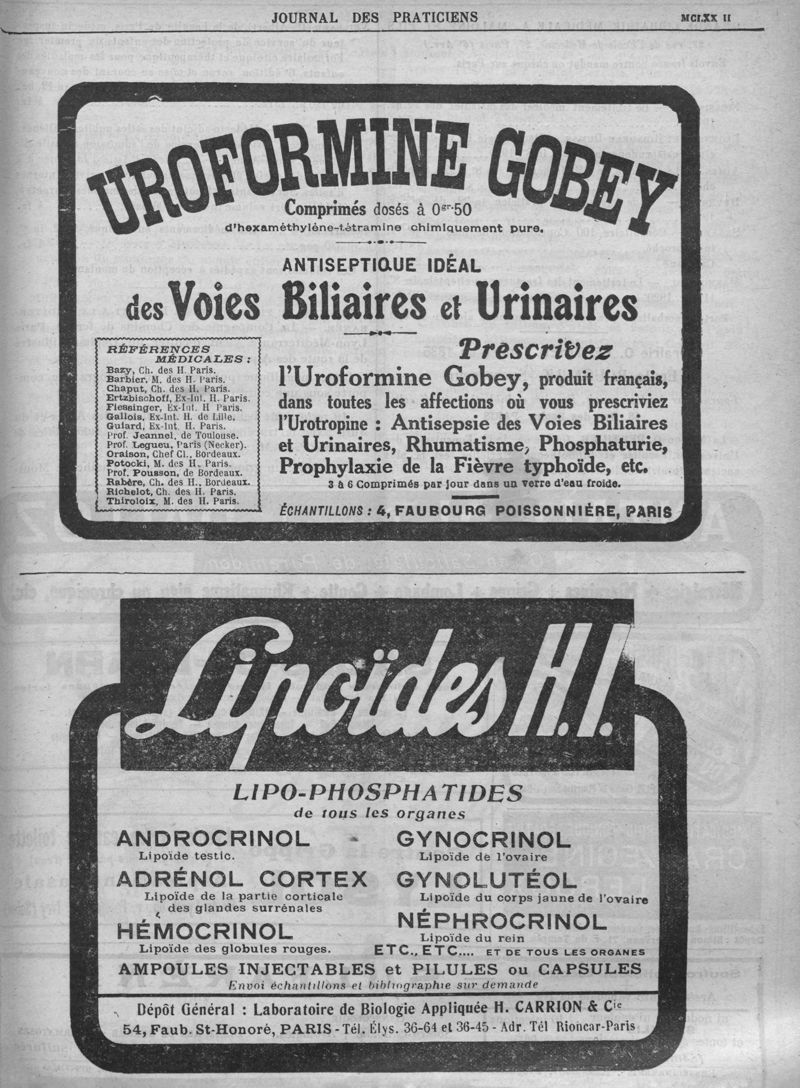 JOURNAL DES PRATICIENS
MCLXX II
UROFORMINE GOBEY
Comprimés dosés à 0gr.50
d'hexaméthylène-tétramine chimiquement pure.
ANTISEPTIQUE IDÉAL
des Voies Biliaires et Urinaires
RÉFÉRENCES
MÉDICALES :
Bazy, Ch. des H. Paris.
Barbier, M. des H. Paris.
Chaput, Ch. des H. Paris.
Ertzbischoff, Ex-Int. H. Paris.
Fiessinger, Ex-Int. H Paris.
Gallois, Ex-Int. H. de Lille.
Guiard, Ex-Int. H. Paris.
Prof. Jeannel, de Toulouse.
Prof. Legueu, Paris (Necker).
Oraison, Chef Cl., Bordeaux.
Potocki, M. des H. Paris.
Prof. Pousson, de Bordeaux.
Rabère, Ch. des H., Bordeaux.
Richelot, Ch. des H. Paris.
Thiroloix, M. des H. Paris.
Prescrivez
l'Uroformine Gobey, produit français,
dans toutes les affections où vous prescriviez
l'Urotropine : Antisepsie des Voies Biliaires
et Urinaires, Rhumatisme, Phosphaturie,
Prophylaxie de la Fièvre typhoïde, etc.
3 à 6 Comprimés par jour dans un verre d'eau froide.
ÉCHANTILLONS : 4, FAUBOURG POISSONNIÈRE, PARIS
Lipoïdes H.I.
LIPO-PHOSPHATIDES
de tous les organes
ANDROCRINOL
Lipoïde testic.
ADRÉNOL CORTEX
Lipoïde de la partie corticale
des glandes surrénales
HÉMOCRINOL
Lipoïde des globules rouges.
GYNOCRINOL
Lipoïde de l'ovaire
GYNOLUTÉOL
Lipoïde du corps jaune de l'ovaire
NÉPHROCRINOL
Lipoïde du rein
ETC., ETC.... ET DE TOUS LES ORGANES
AMPOULES INJECTABLES et PILULES ou CAPSULES
Envoi échantillons et bibliographie sur demande
Dépôt Général : Laboratoire de Biologie Appliquée H. CARRION & Cie
54, Faub. St-Honoré, PARIS - Tél. Élys. 36-64 et 36-45 - Adr. Tél Rioncar-Paris